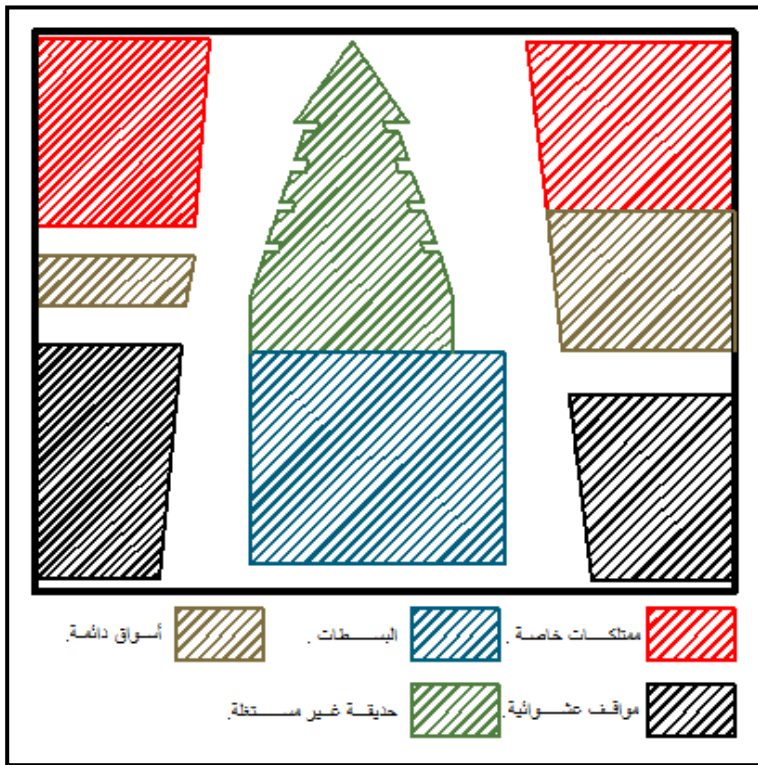 ممتلكات خاصة . البسطات . أسواق دائمة.
مواقف عشوائية. حديقة غير مستغلة.